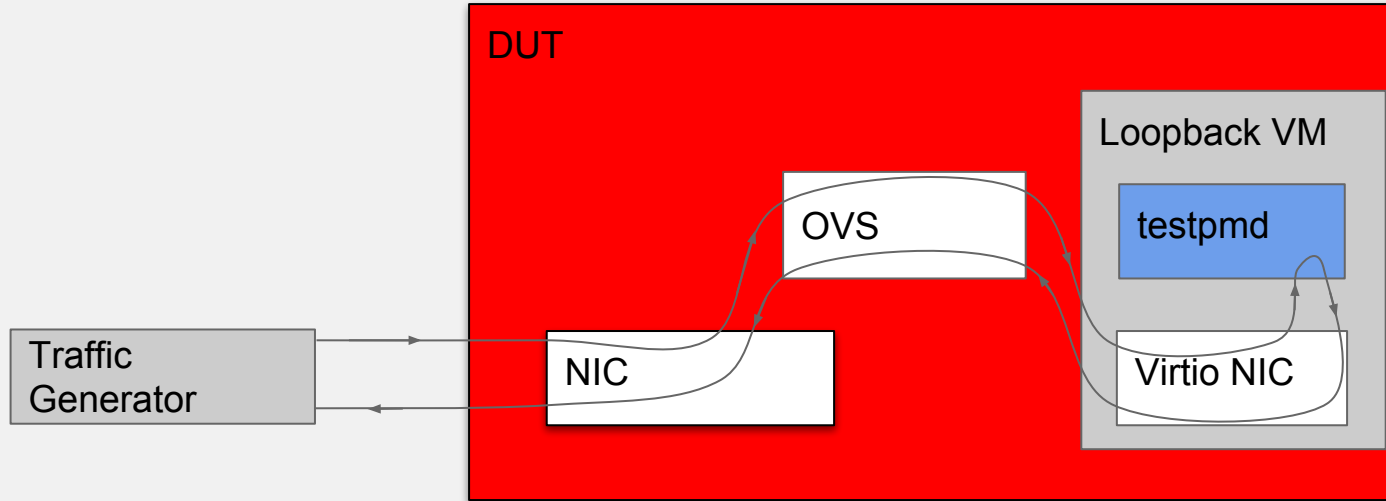 DUT
Loopback VM
OVS
testpmd
Traffic
Generator
NIC
Virtio NIC